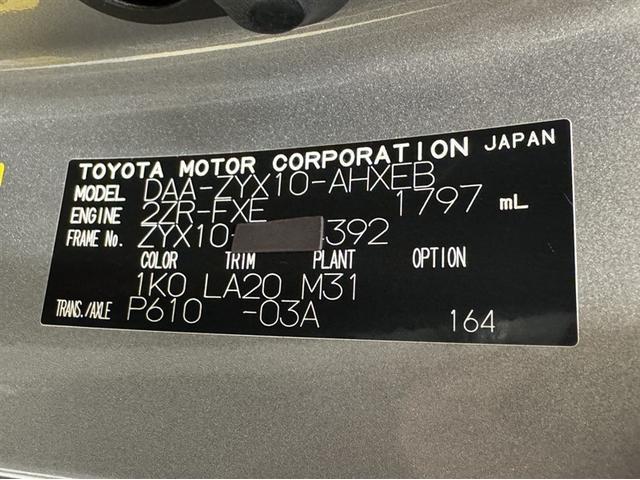 TOYOTA MOTOR CORPORATION JAPAN
MODEL DAA-ZYX10-AHXEB
ENGINE 2ZR-FXE 1797 mL
FRAME No. ZYX10- 392
COLOR TRIM PLANT OPTION
1K0 LA20 M31
TRANS./AXLE P610 -03A 164